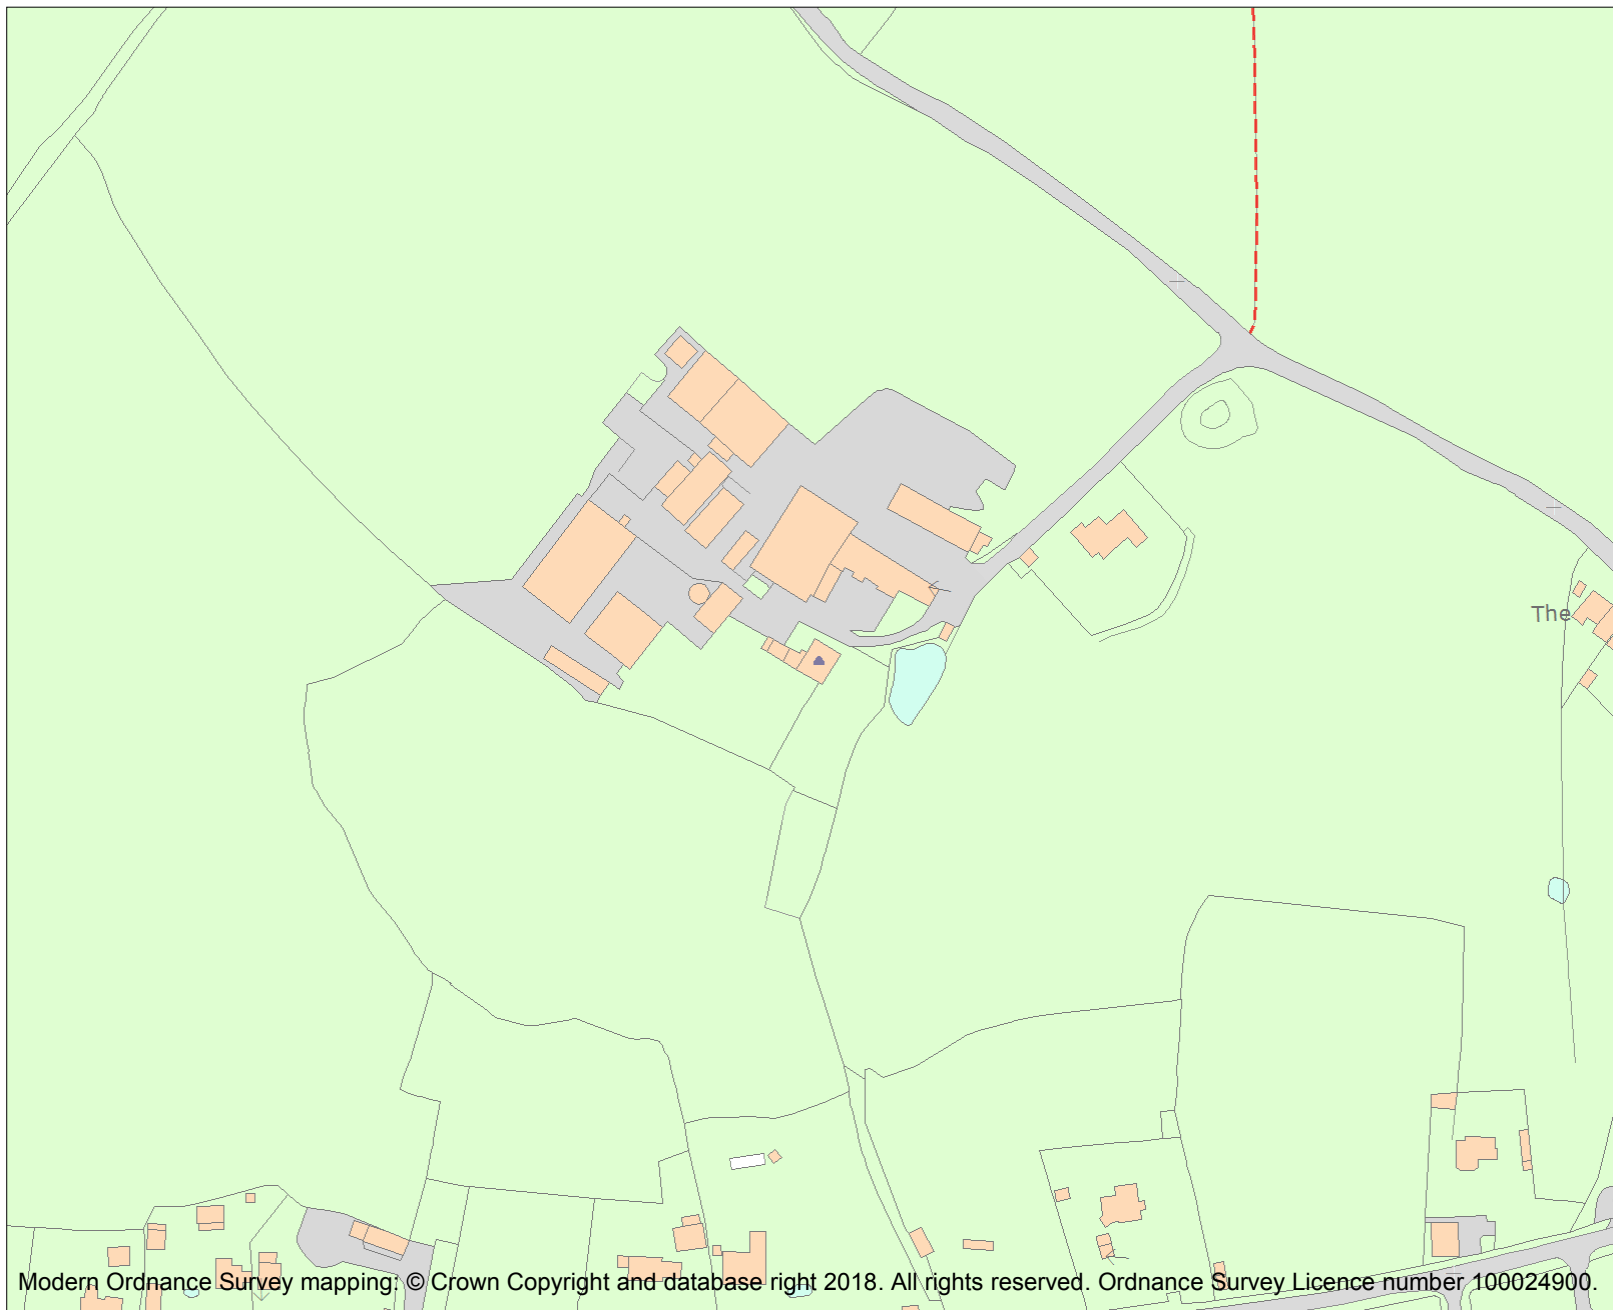 The
Modern Ordnance Survey mapping: © Crown Copyright and database right 2018. All rights reserved. Ordnance Survey Licence number 100024900.